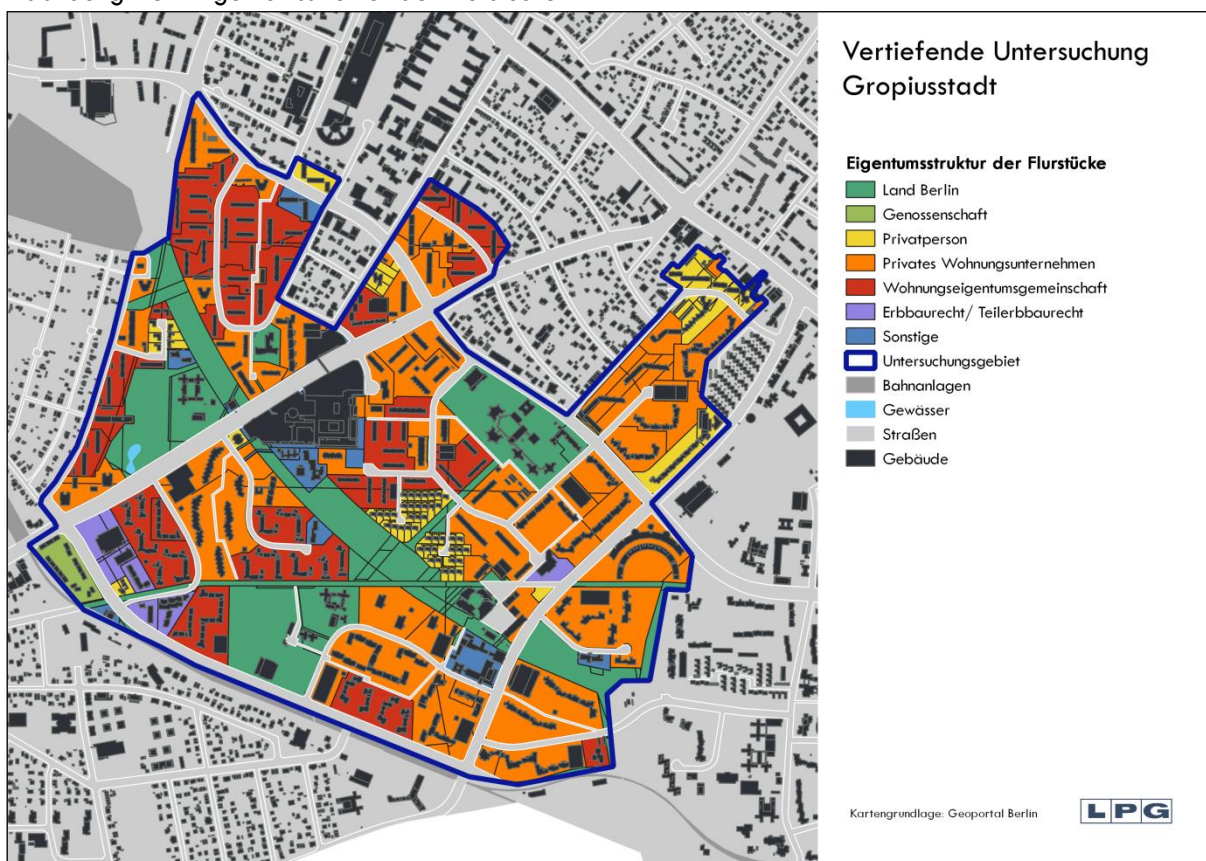 Vertiefende Untersuchung
Gropiusstadt
Eigentumsstruktur der Flurstücke
Land Berlin
Genossenschaft
Privatperson
Privates Wohnungsunternehmen
Wohnungseigentumsgemeinschaft
Erbbaurecht/ Teilerbbaurecht
Sonstige
Untersuchungsgebiet
Bahnanlagen
Gewässer
Straßen
Gebäude
Kartengrundlage: Geoportal Berlin
LPG